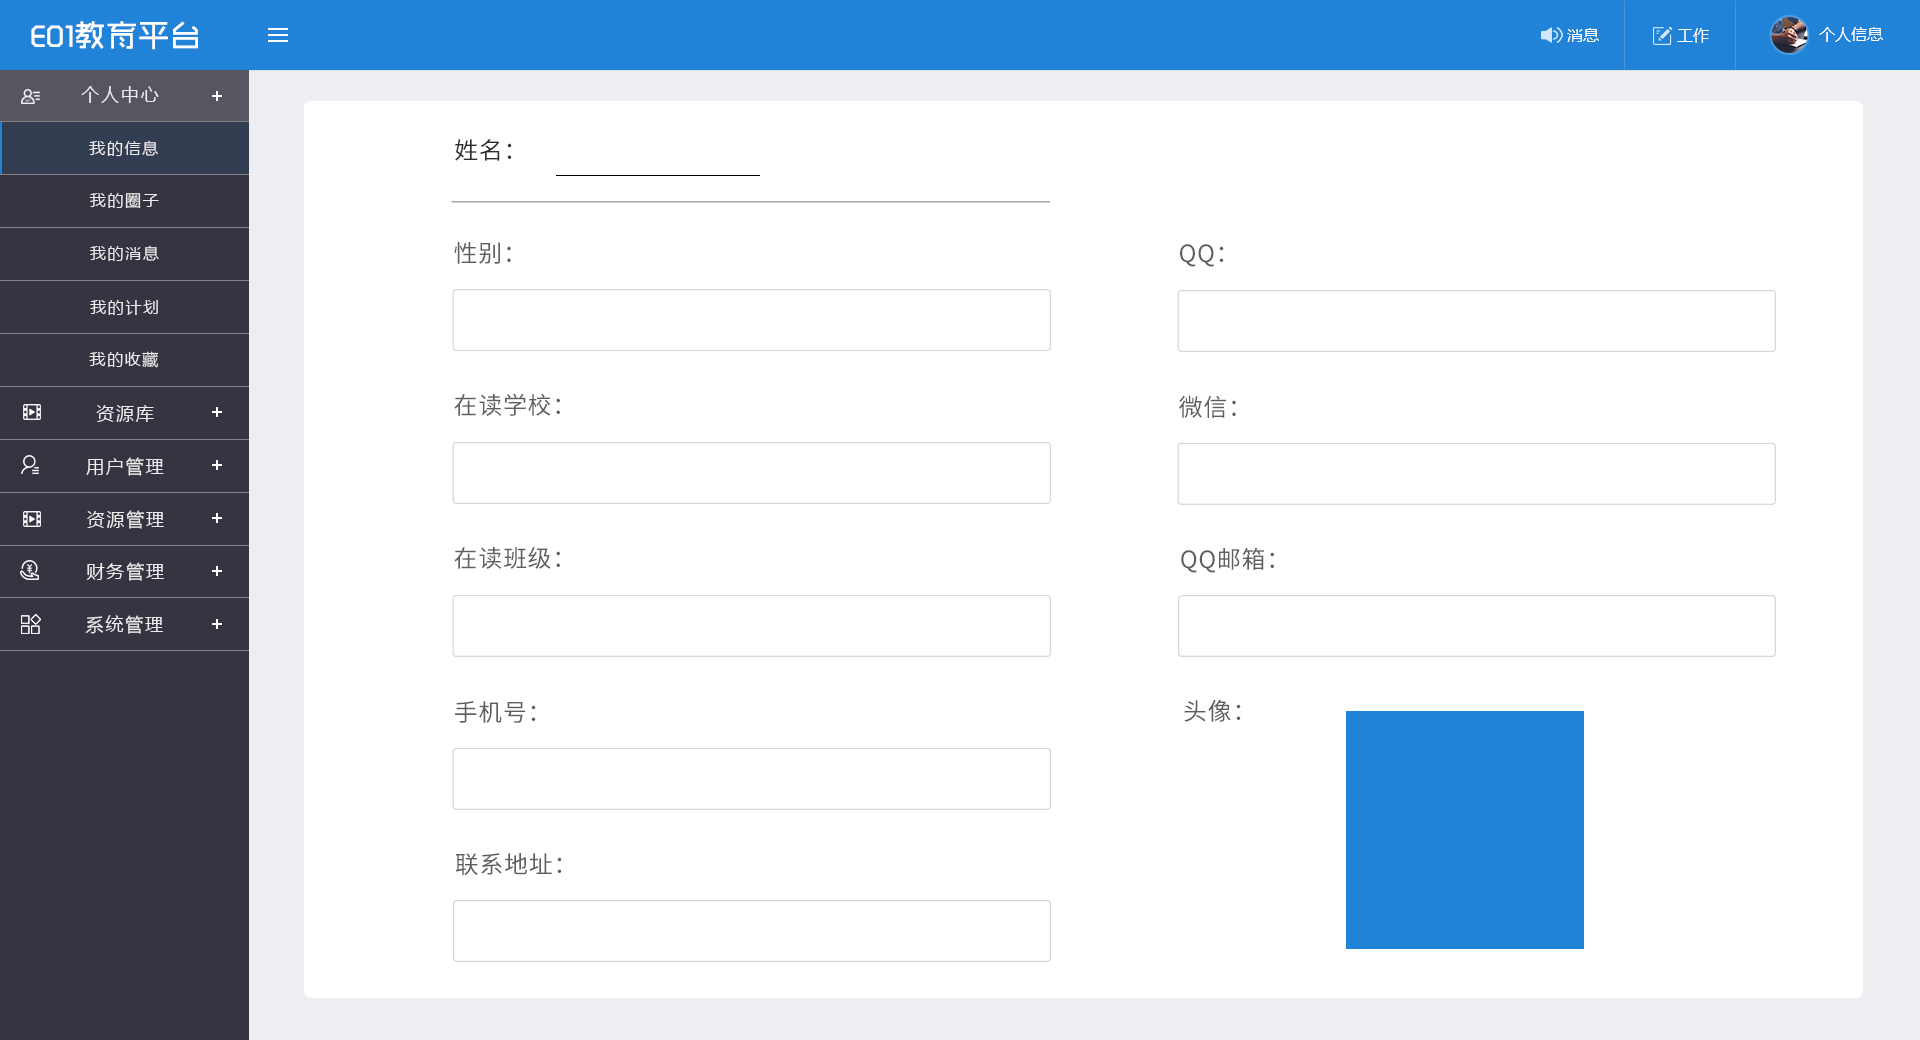 E01教育平台
消息
工作
个人信息
个人中心 +
我的信息
我的圈子
我的消息
我的计划
我的收藏
资源库 +
用户管理 +
资源管理 +
财务管理 +
系统管理 +
姓名：
性别：
QQ：
在读学校：
微信：
在读班级：
QQ邮箱：
手机号：
头像：
联系地址：